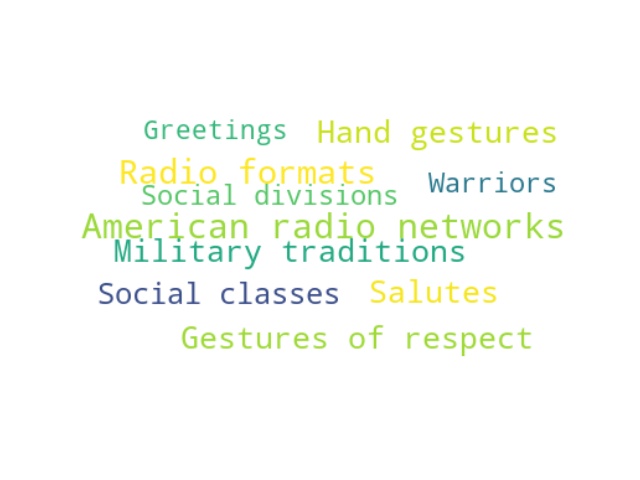 Greetings Hand gestures
Radio formats
Warriors
Social divisions
American radio networks
Military traditions
Social classes Salutes
Gestures of respect